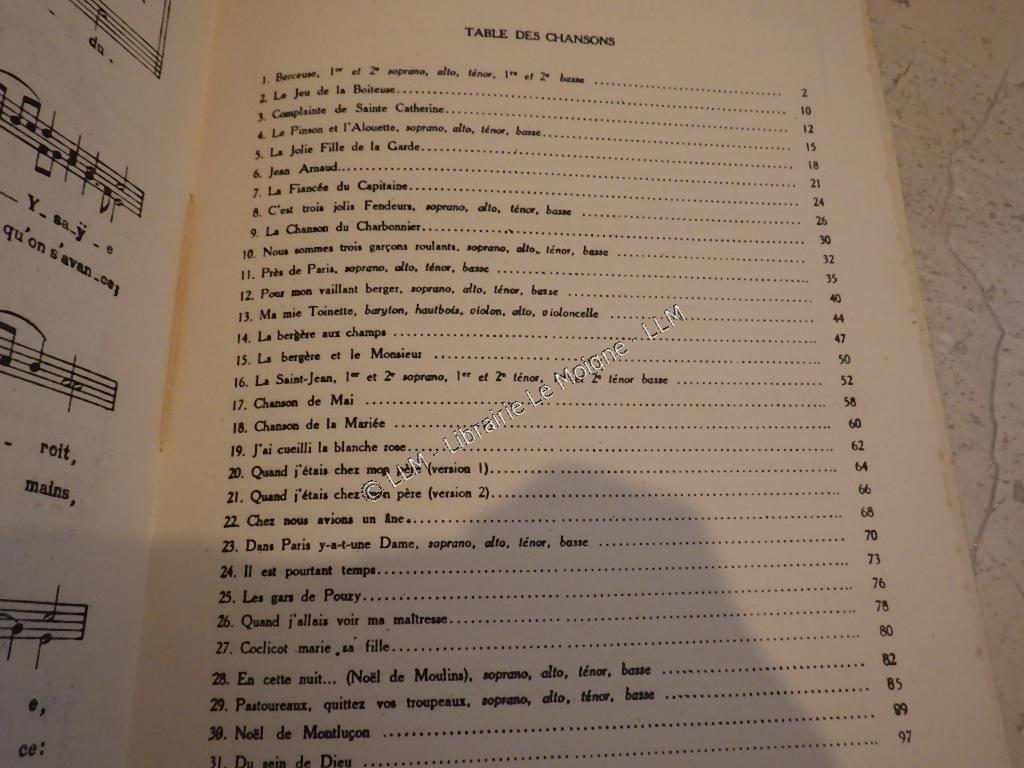 du -
Y - sa - ÿ - e
qu'on s'avan - ce;
- roit,
mains,
e,
ce:
TABLE DES CHANSONS
1. Berceuse, 1er et 2e soprano, alto, ténor, 1re et 2e basse 2
2. Le Jeu de la Boiteuse 10
3. Complainte de Sainte Catherine 12
4. Le Pinson et l'Alouette, soprano, alto, ténor, basse 15
5. La Jolie Fille de la Garde 18
6. Jean Arnaud 21
7. La Fiancée du Capitaine 24
8. C'est trois jolis Fendeurs, soprano, alto, ténor, basse 26
9. La Chanson du Charbonnier 30
10. Nous sommes trois garçons roulants, soprano, alto, ténor, basse 32
11. Près de Paris, soprano, alto, ténor, basse 35
12. Pour mon vaillant berger, soprano, alto, ténor, basse 40
13. Ma mie Toinette, baryton, hautbois, violon, alto, violoncelle 44
14. La bergère aux champs 47
15. La bergère et le Monsieur 50
16. La Saint-Jean, 1er et 2e soprano, 1er et 2e ténor, 2e ténor basse 52
17. Chanson de Mai 58
18. Chanson de la Mariée 60
19. J'ai cueilli la blanche rose 62
20. Quand j'étais chez mon père (version 1) 64
21. Quand j'étais chez mon père (version 2) 66
22. Chez nous avions un âne 68
23. Dans Paris y-a-t-une Dame, soprano, alto, ténor, basse 70
24. Il est pourtant temps 73
25. Les gars de Pouzy 76
26. Quand j'allais voir ma maîtresse 78
27. Coclicot marie sa fille 80
28. En cette nuit... (Noël de Moulins), soprano, alto, ténor, basse 82
29. Pastoureaux, quittez vos troupeaux, soprano, alto, ténor, basse 85
30. Noël de Montluçon 89
31. Du sein de Dieu 97
© LLM - Librairie Le Moigne - LLM